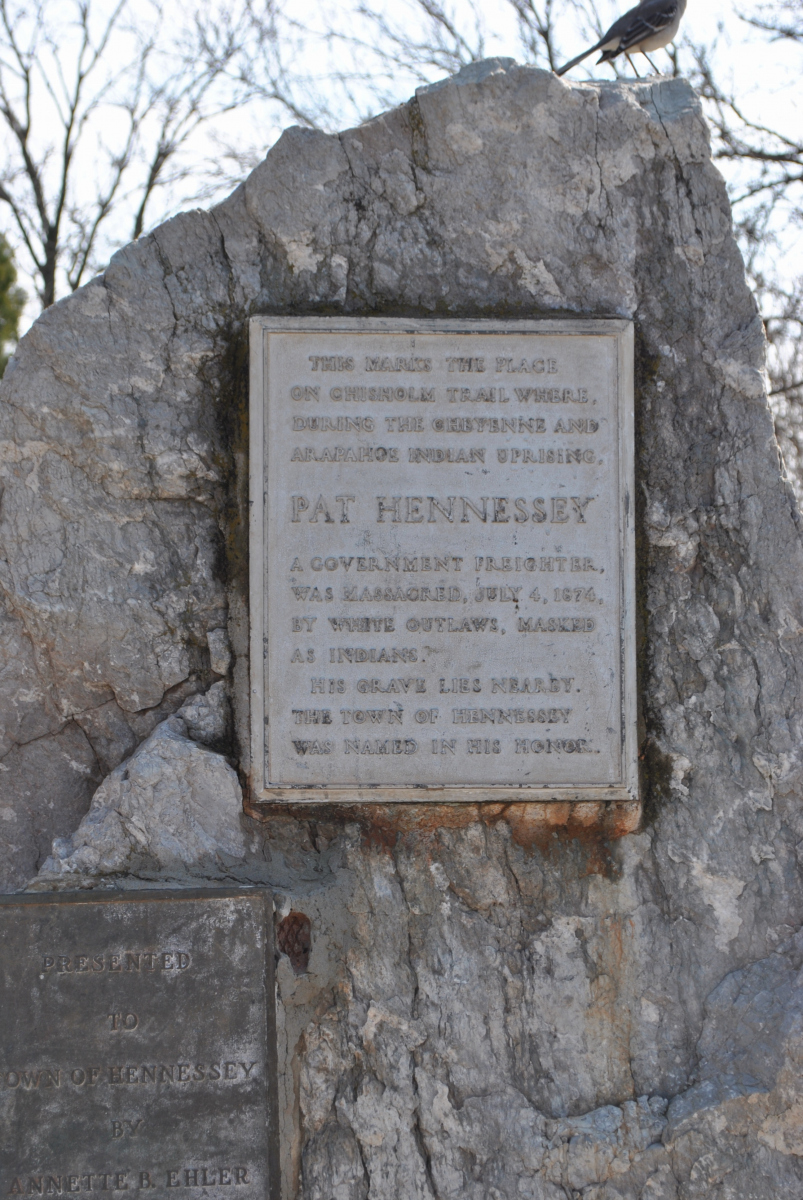 THIS MARKS THE PLACE
ON CHISHOLM TRAIL WHERE,
DURING THE CHEYENNE AND
ARAPAHOE INDIAN UPRISING,
PAT HENNESSEY
A GOVERNMENT FREIGHTER,
WAS MASSACRED, JULY 4, 1874,
BY WHITE OUTLAWS, MASKED
AS INDIANS.
HIS GRAVE LIES NEARBY.
THE TOWN OF HENNESSEY
WAS NAMED IN HIS HONOR.
PRESENTED
TO
OWN OF HENNESSEY
BY
ANNETTE B. EHLER